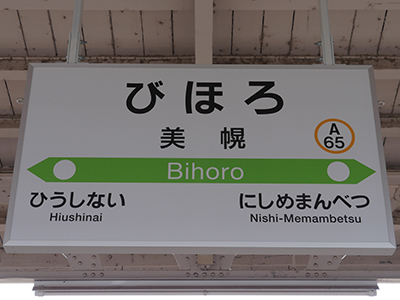 びほろ
美幌
A
65
Bihoro
ひうしない
Hiushinai
にしめまんべつ
Nishi-Memambetsu